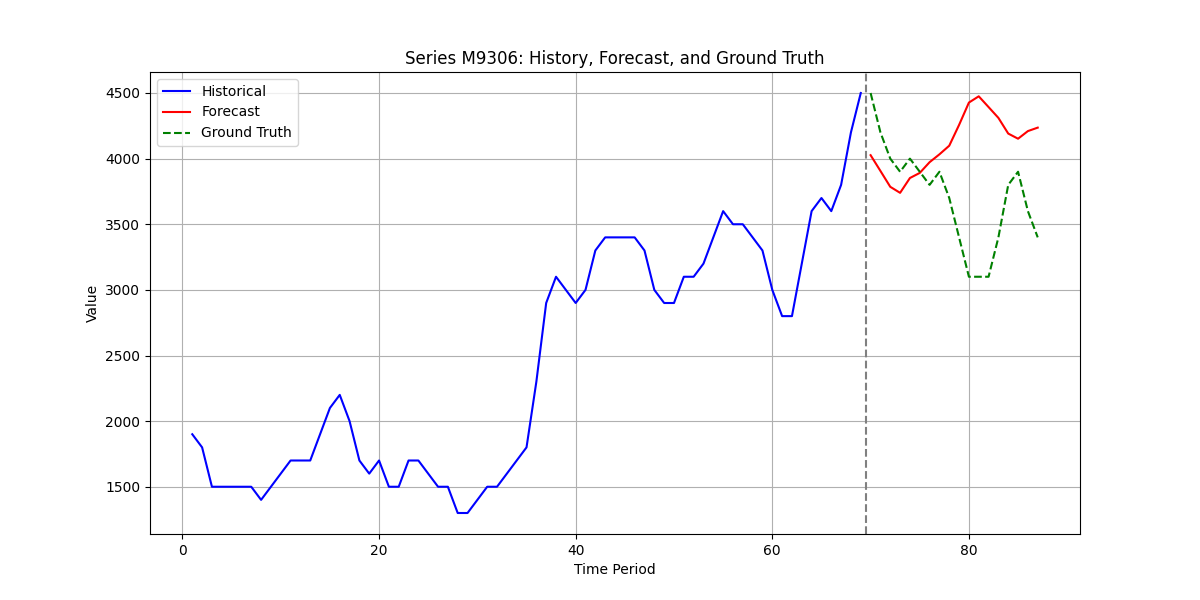 Series M9306: History, Forecast, and Ground Truth
Historical
Forecast
Ground Truth
4500
4000
3500
3000
2500
2000
1500
Value
0 20 40 60 80
Time Period